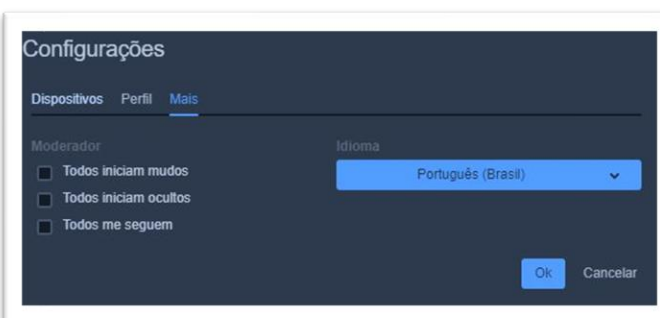 Configurações
Dispositivos Perfil Mais
Moderador Idioma
Todos iniciam mudos Português (Brasil)
Todos iniciam ocultos
Todos me seguem
Ok Cancelar